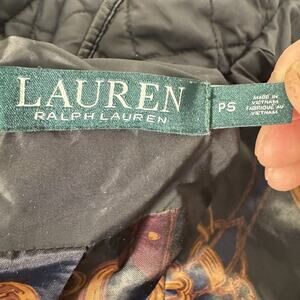 LAUREN
RALPH LAUREN
PS
MADE IN
VIETNAM
FABRIQUÉ AU
VIETNAM